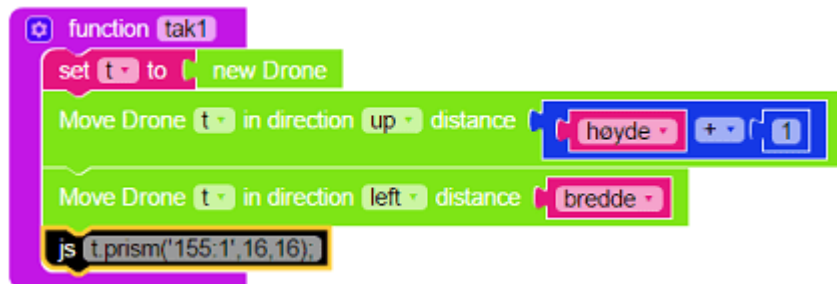 function tak1
set t to new Drone
Move Drone t in direction up distance høyde + 1
Move Drone t in direction left distance bredde
js t.prism('155:1',16,16);